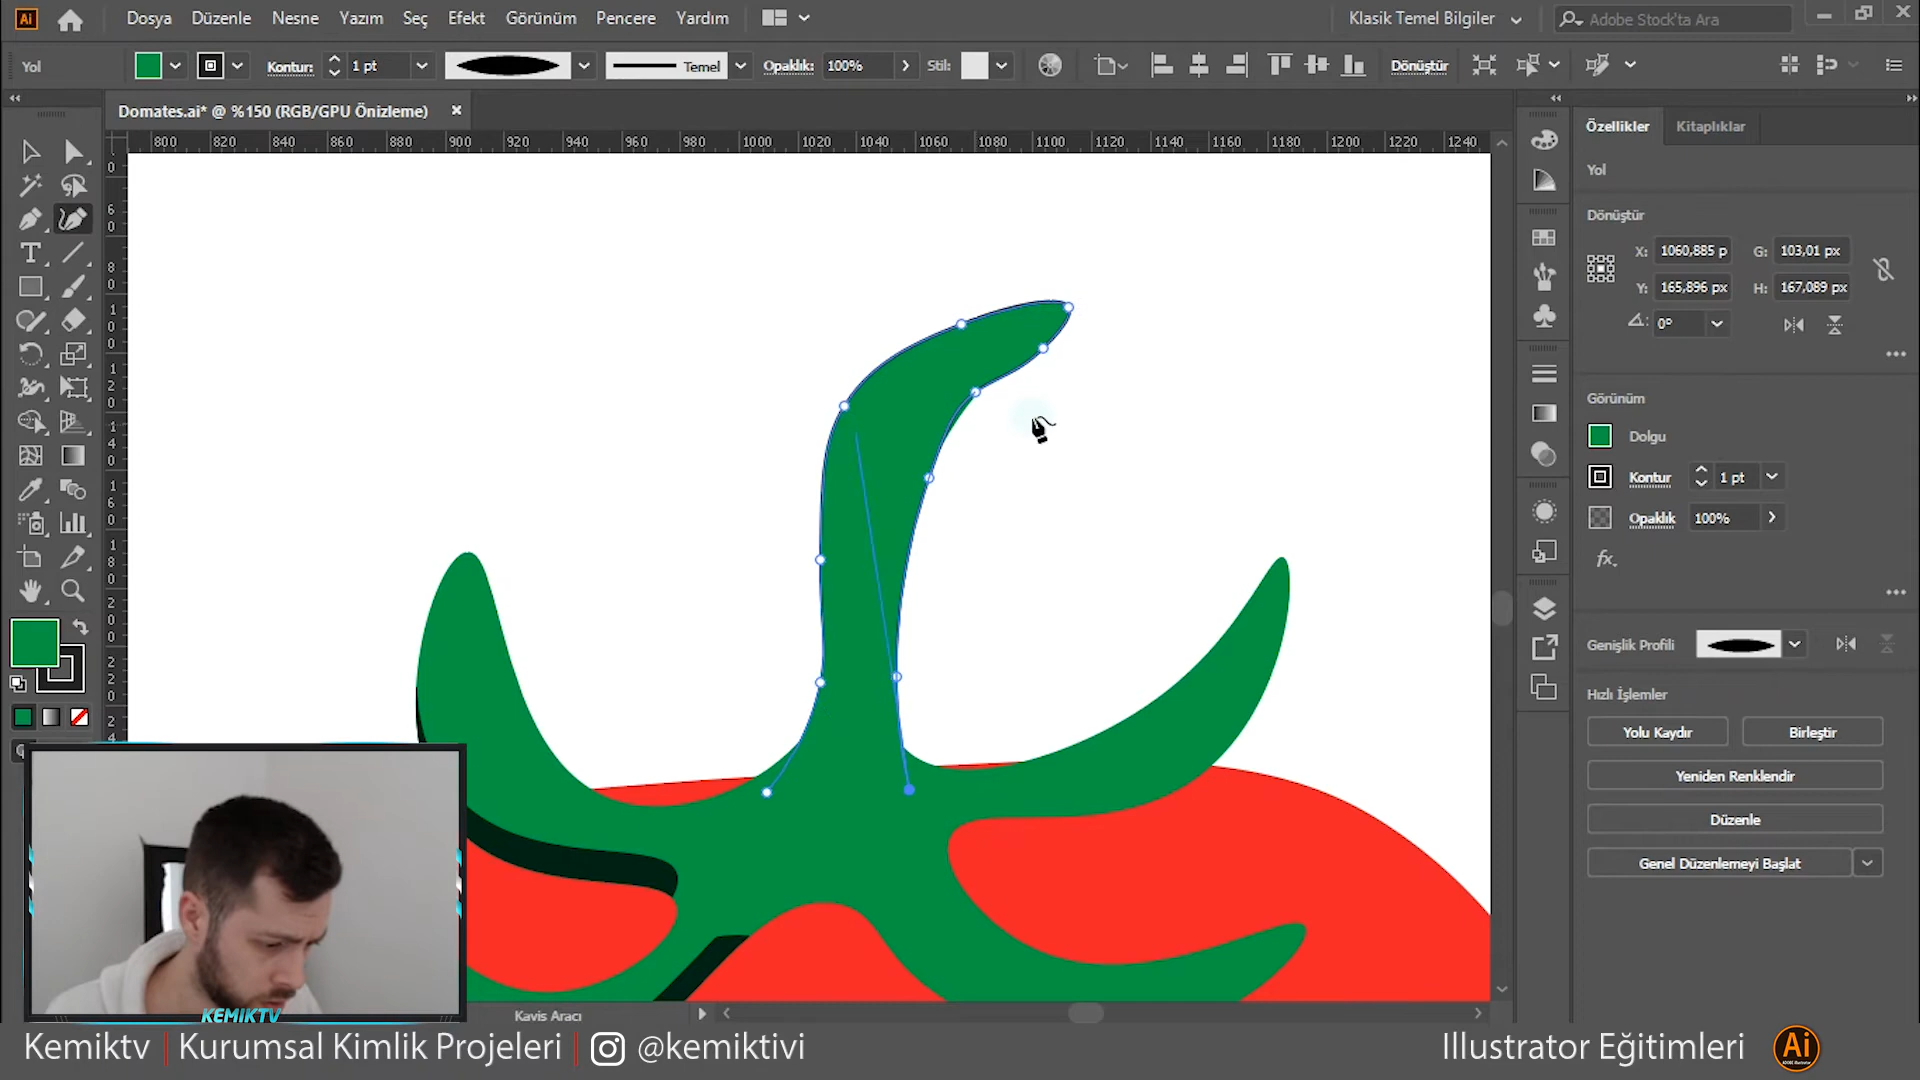 Ai Dosya Düzenle Nesne Yazım Seç Efekt Görünüm Pencere Yardım Klasik Temel Bilgiler Adobe Stock'ta Ara
Yol Kontur: 1 pt Temel Opaklık: 100% Stil: Dönüştür
Domates.ai* @ %150 (RGB/GPU Önizleme)
800 820 840 860 880 900 920 940 960 980 1000 1020 1040 1060 1080 1100 1120 1140 1160 1180 1200 1220 1240
Özellikler Kitaplıklar
Yol
Dönüştür
X: 1060,885 p G: 103,01 px
Y: 165,896 px H: 167,089 px
0°
Görünüm
Dolgu
Kontur 1 pt
Opaklık 100%
fx.
Genişlik Profili
Hızlı İşlemler
Yolu Kaydır Birleştir
Yeniden Renklendir
Düzenle
Genel Düzenlemeyi Başlat
KEMIKTV
Kavis Aracı
Kemiktv | Kurumsal Kimlik Projeleri | @kemiktivi Illustrator Eğitimleri Ai